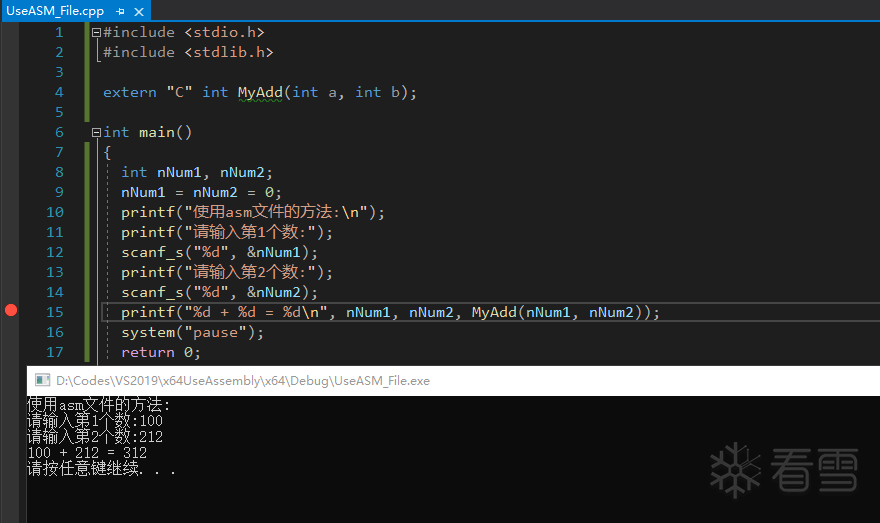 UseASM_File.cpp
1 #include <stdio.h>
2 #include <stdlib.h>
3
4 extern "C" int MyAdd(int a, int b);
5
6 int main()
7 {
8 int nNum1, nNum2;
9 nNum1 = nNum2 = 0;
10 printf("使用asm文件的方法:\n");
11 printf("请输入第1个数:");
12 scanf_s("%d", &nNum1);
13 printf("请输入第2个数:");
14 scanf_s("%d", &nNum2);
15 printf("%d + %d = %d\n", nNum1, nNum2, MyAdd(nNum1, nNum2));
16 system("pause");
17 return 0;
D:\Codes\VS2019\x64UseAssembly\x64\Debug\UseASM_File.exe
使用asm文件的方法:
请输入第1个数:100
请输入第2个数:212
100 + 212 = 312
请按任意键继续. . .
看雪